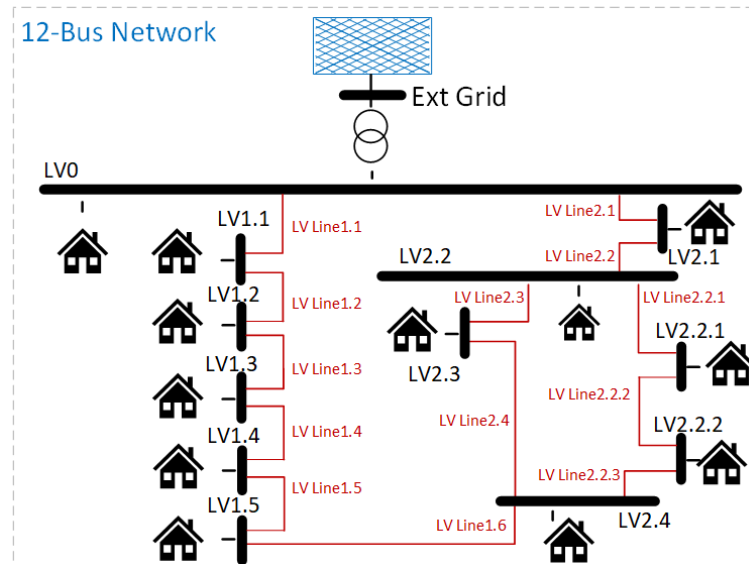 12-Bus Network
Ext Grid
LV0
LV1.1
LV Line1.1
LV Line2.1
LV2.1
LV Line2.2
LV2.2
LV1.2
LV Line1.2
LV Line2.3
LV Line2.2.1
LV2.2.1
LV1.3
LV Line1.3
LV2.3
LV Line2.2.2
LV1.4
LV Line1.4
LV Line2.4
LV2.2.2
LV Line2.2.3
LV1.5
LV Line1.5
LV Line1.6
LV2.4